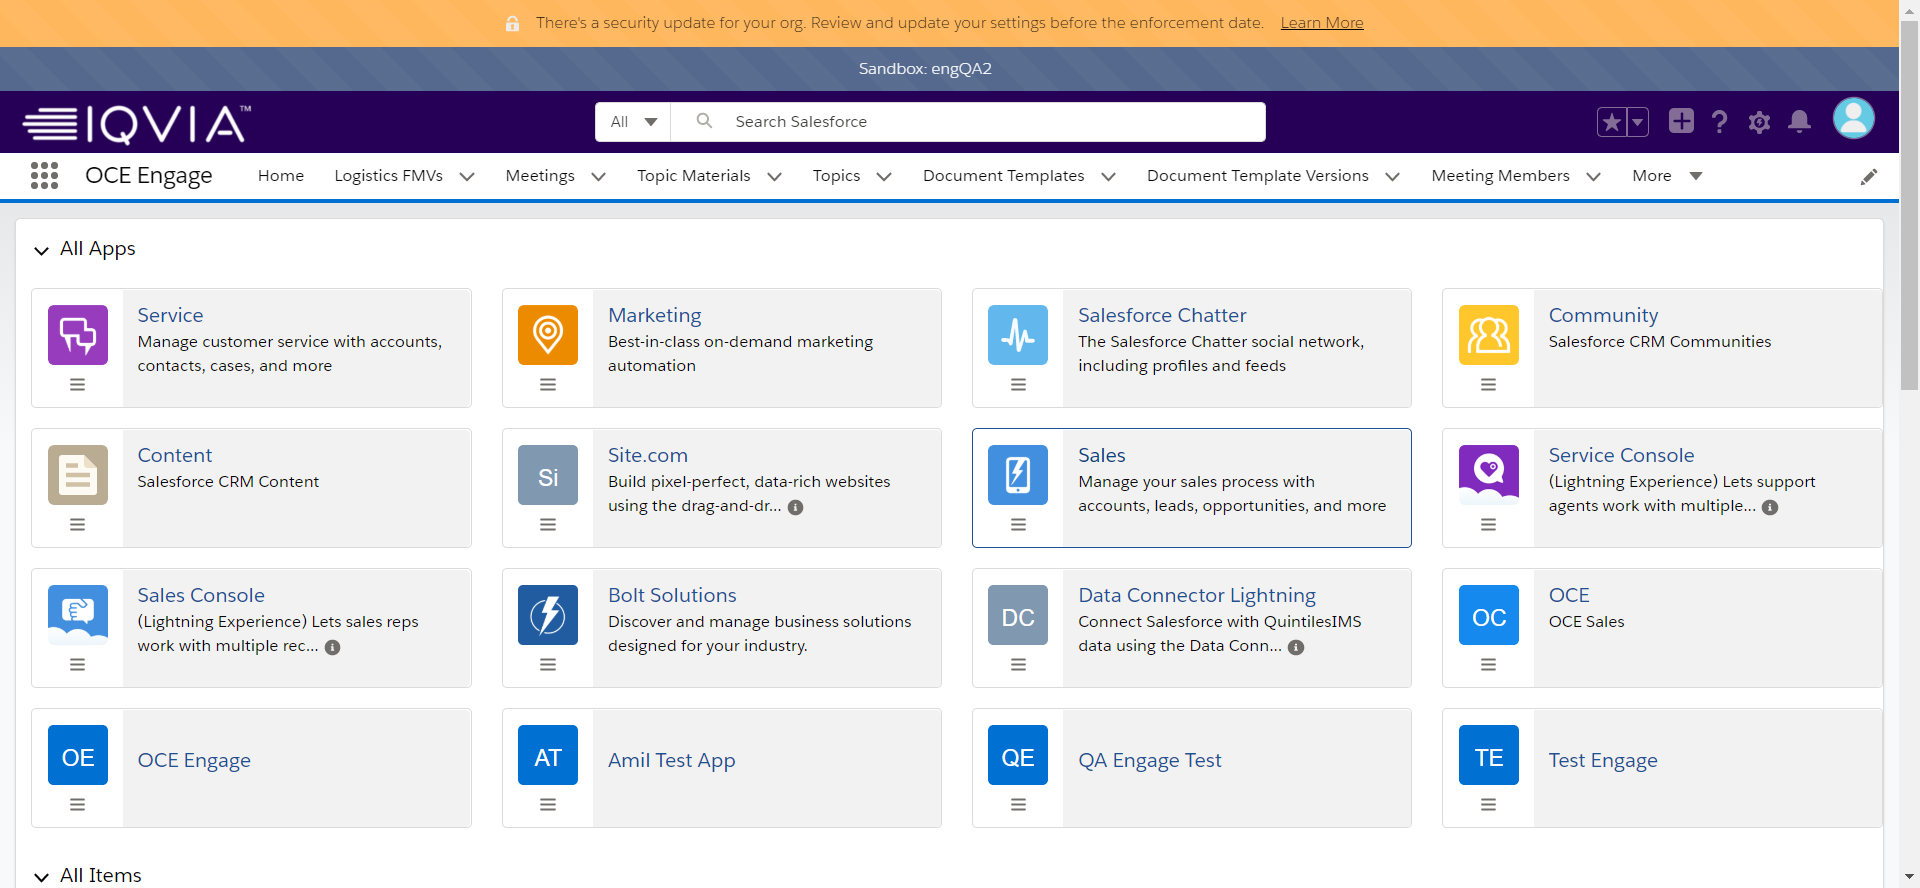 There's a security update for your org. Review and update your settings before the enforcement date. Learn More
Sandbox: engQA2
IQVIA™
All
Search Salesforce
OCE Engage
Home
Logistics FMVs
Meetings
Topic Materials
Topics
Document Templates
Document Template Versions
Meeting Members
More
All Apps
Service
Manage customer service with accounts,
contacts, cases, and more
Marketing
Best-in-class on-demand marketing
automation
Salesforce Chatter
The Salesforce Chatter social network,
including profiles and feeds
Community
Salesforce CRM Communities
Content
Salesforce CRM Content
Si
Site.com
Build pixel-perfect, data-rich websites
using the drag-and-dr...
Sales
Manage your sales process with
accounts, leads, opportunities, and more
Service Console
(Lightning Experience) Lets support
agents work with multiple...
Sales Console
(Lightning Experience) Lets sales reps
work with multiple rec...
Bolt Solutions
Discover and manage business solutions
designed for your industry.
DC
Data Connector Lightning
Connect Salesforce with QuintilesIMS
data using the Data Conn...
OC
OCE
OCE Sales
OE
OCE Engage
AT
Amil Test App
QE
QA Engage Test
TE
Test Engage
All Items